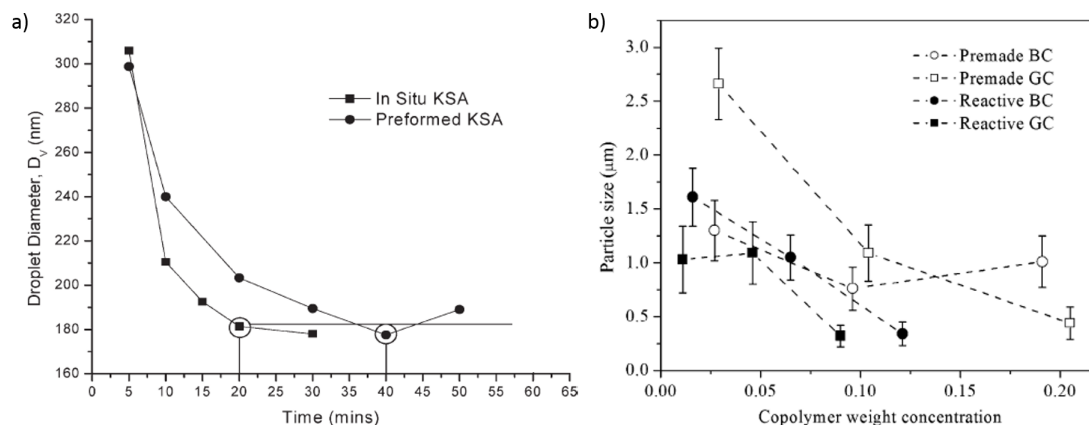 a)
320
300
280
260
240
220
200
180
160
Droplet Diameter, DV (nm)
In Situ KSA
Preformed KSA
0 5 10 15 20 25 30 35 40 45 50 55 60 65
Time (mins)
b)
3.0
2.5
2.0
1.5
1.0
0.5
0.0
Particle size (μm)
Premade BC
Premade GC
Reactive BC
Reactive GC
0.00 0.05 0.10 0.15 0.20
Copolymer weight concentration